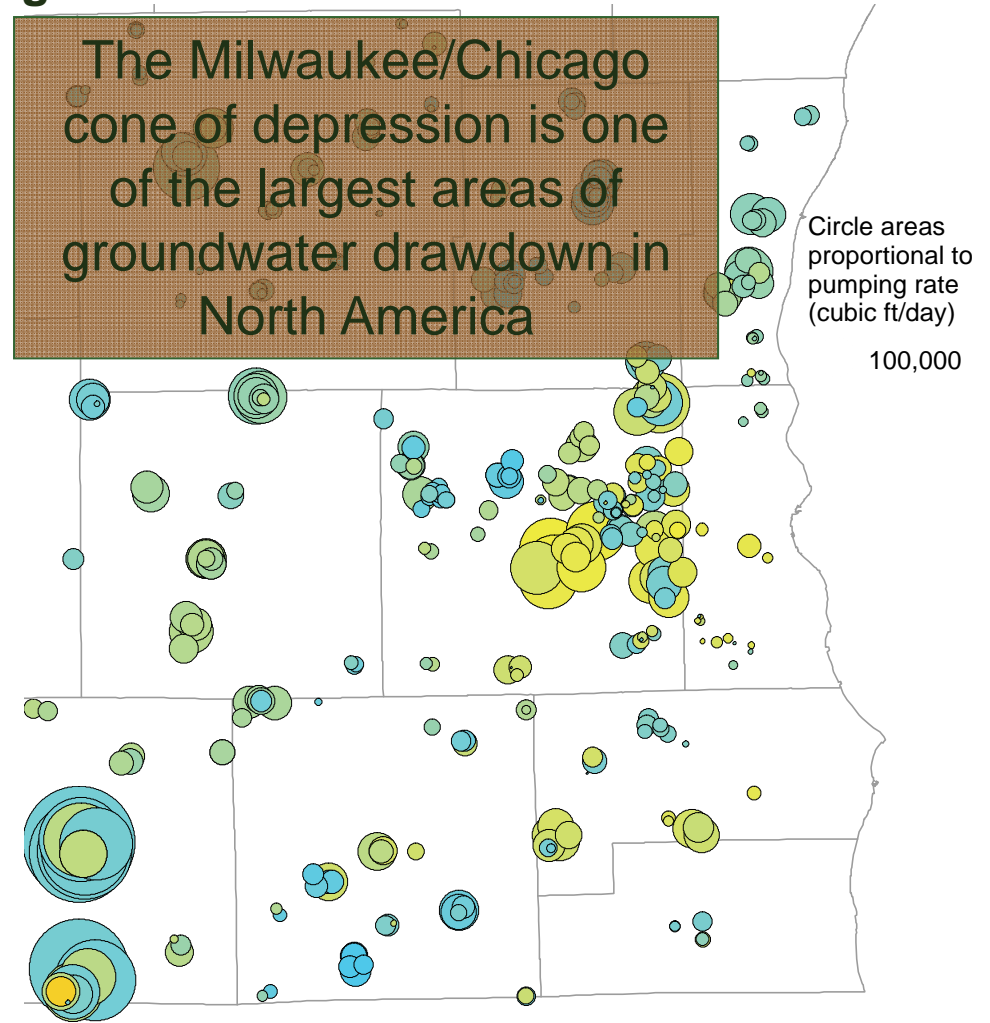 g
The Milwaukee/Chicago
cone of depression is one
of the largest areas of
groundwater drawdown in
North America
Circle areas
proportional to
pumping rate
(cubic ft/day)
100,000